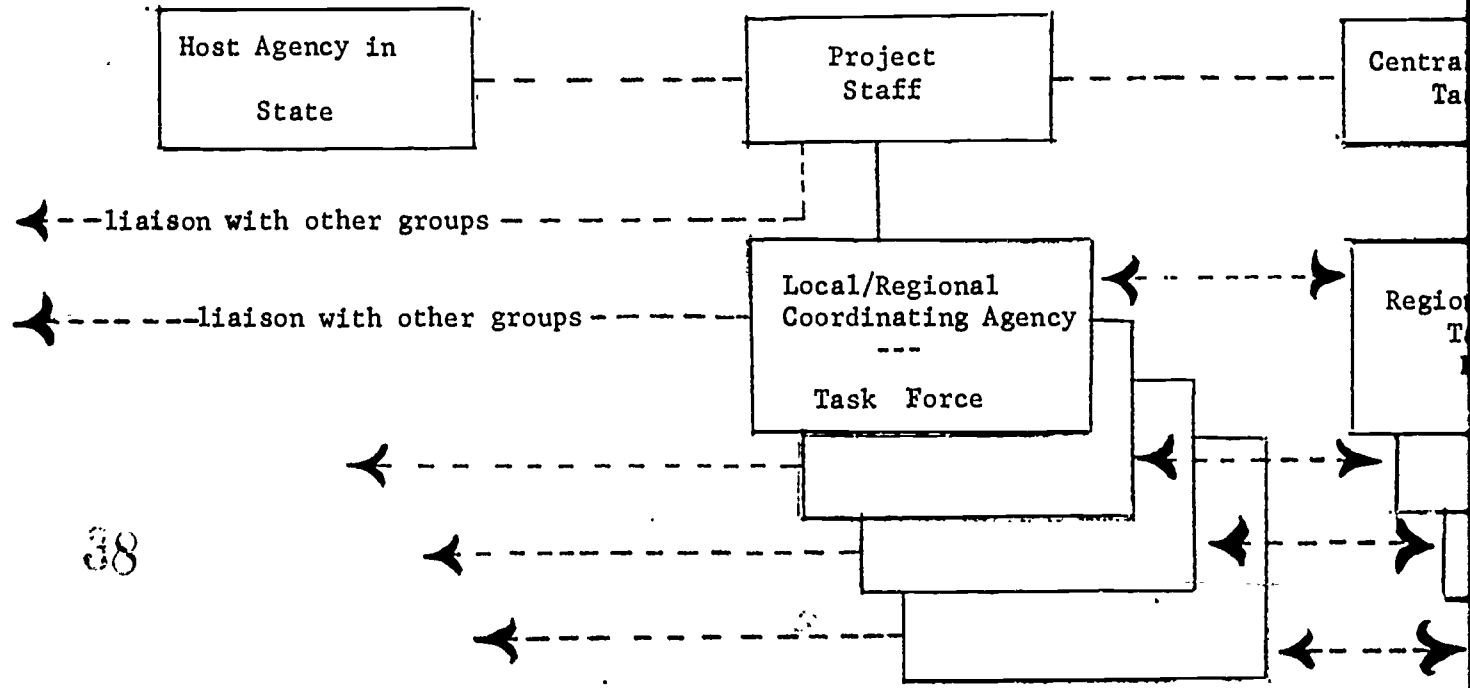 Host Agency in
State
Project
Staff
liaison with other groups
liaison with other groups
Local/Regional
Coordinating Agency
---
Task Force
38